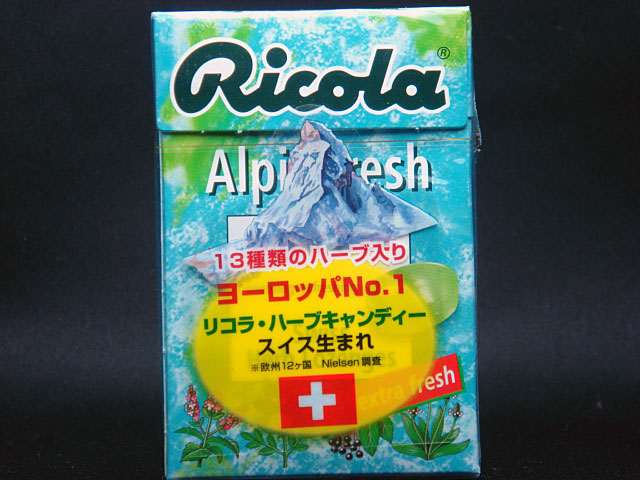 Ricola®
13種類のハーブ入り
ヨーロッパNo.1
リコラ・ハーブキャンディー
スイス生まれ
※欧州12ヶ国 Nielsen調査
extra fresh